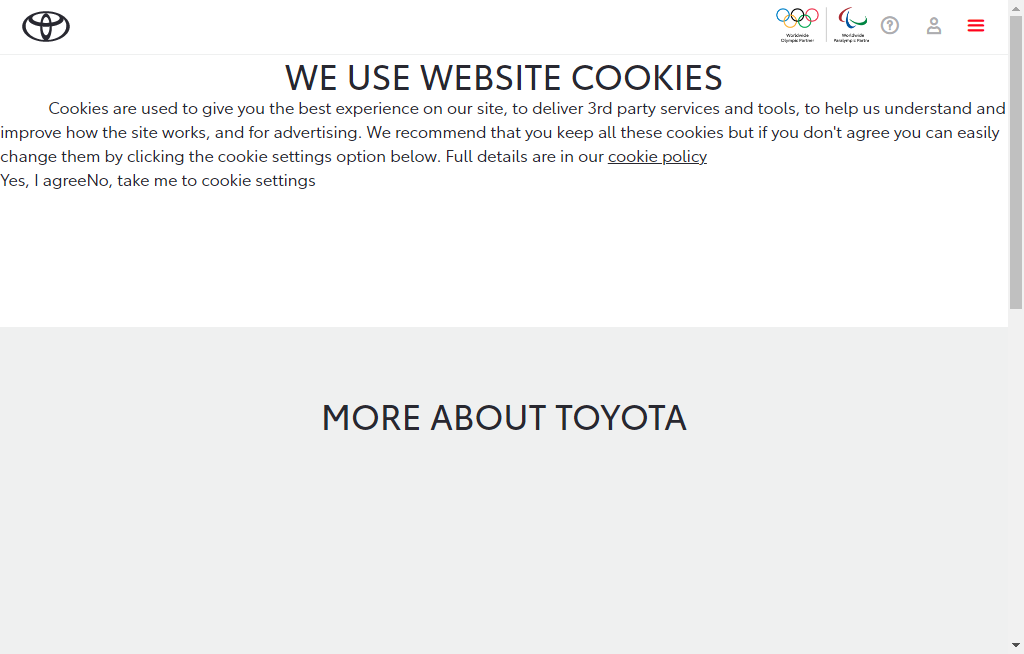 Worldwide
Olympic Partner
Worldwide
Paralympic Partne
WE USE WEBSITE COOKIES
Cookies are used to give you the best experience on our site, to deliver 3rd party services and tools, to help us understand and
improve how the site works, and for advertising. We recommend that you keep all these cookies but if you don't agree you can easily
change them by clicking the cookie settings option below. Full details are in our cookie policy
Yes, I agreeNo, take me to cookie settings
MORE ABOUT TOYOTA